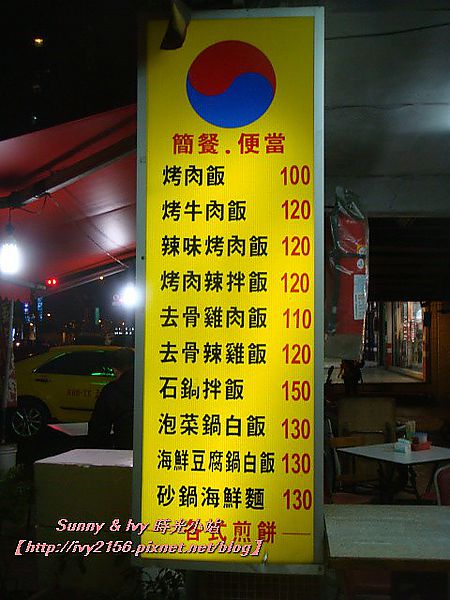 簡餐.便當
烤肉飯 100
烤牛肉飯 120
辣味烤肉飯 120
烤肉辣拌飯 120
去骨雞肉飯 110
去骨辣雞飯 120
石鍋拌飯 150
泡菜鍋白飯 130
海鮮豆腐鍋白飯 130
砂鍋海鮮麵 130
各式煎餅
Sunny & Ivy 時光小站
【http://ivy2156.pixnet.net/blog】